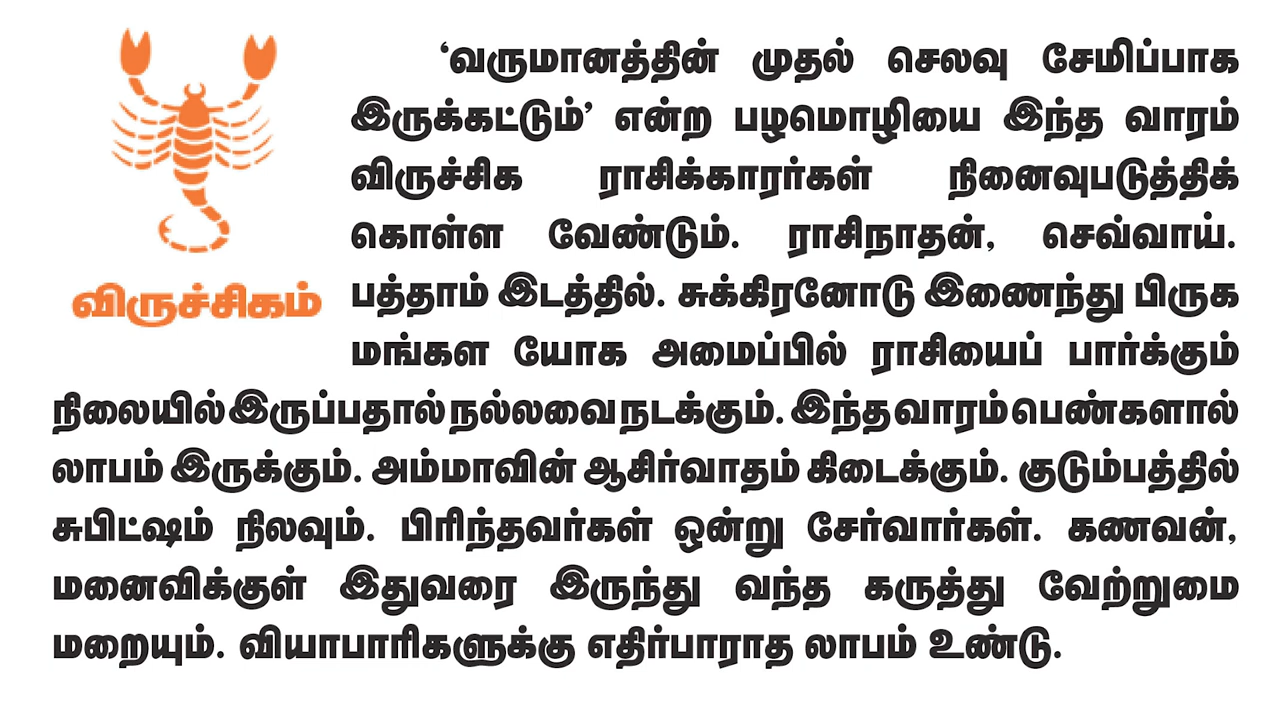 ‘வருமானத்தின் முதல் செலவு சேமிப்பாக
இருக்கட்டும்’ என்ற பழமொழியை இந்த வாரம்
விருச்சிக ராசிக்காரர்கள் நினைவுபடுத்திக்
கொள்ள வேண்டும். ராசிநாதன், செவ்வாய்.
பத்தாம் இடத்தில். சுக்கிரனோடு இணைந்து பிருக
மங்கள யோக அமைப்பில் ராசியைப் பார்க்கும்
விருச்சிகம்
நிலையில் இருப்பதால் நல்லவை நடக்கும். இந்த வாரம் பெண்களால்
லாபம் இருக்கும். அம்மாவின் ஆசிர்வாதம் கிடைக்கும். குடும்பத்தில்
சுபிட்ஷம் நிலவும். பிரிந்தவர்கள் ஒன்று சேர்வார்கள். கணவன்,
மனைவிக்குள் இதுவரை இருந்து வந்த கருத்து வேற்றுமை
மறையும். வியாபாரிகளுக்கு எதிர்பாராத லாபம் உண்டு.